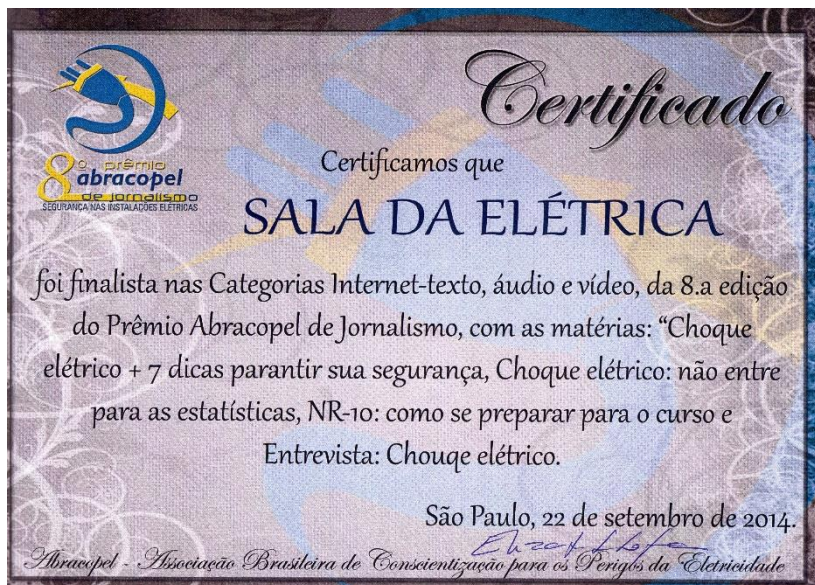 Certificado
8º prêmio
abracopel
de jornalismo
SEGURANÇA NAS INSTALAÇÕES ELÉTRICAS
Certificamos que
SALA DA ELÉTRICA
foi finalista nas Categorias Internet-texto, áudio e vídeo, da 8.a edição
do Prêmio Abracopel de Jornalismo, com as matérias: “Choque
elétrico + 7 dicas parantir sua segurança, Choque elétrico: não entre
para as estatísticas, NR-10: como se preparar para o curso e
Entrevista: Chouqe elétrico.
São Paulo, 22 de setembro de 2014.
Abracopel - Associação Brasileira de Conscientização para os Perigos da Eletricidade